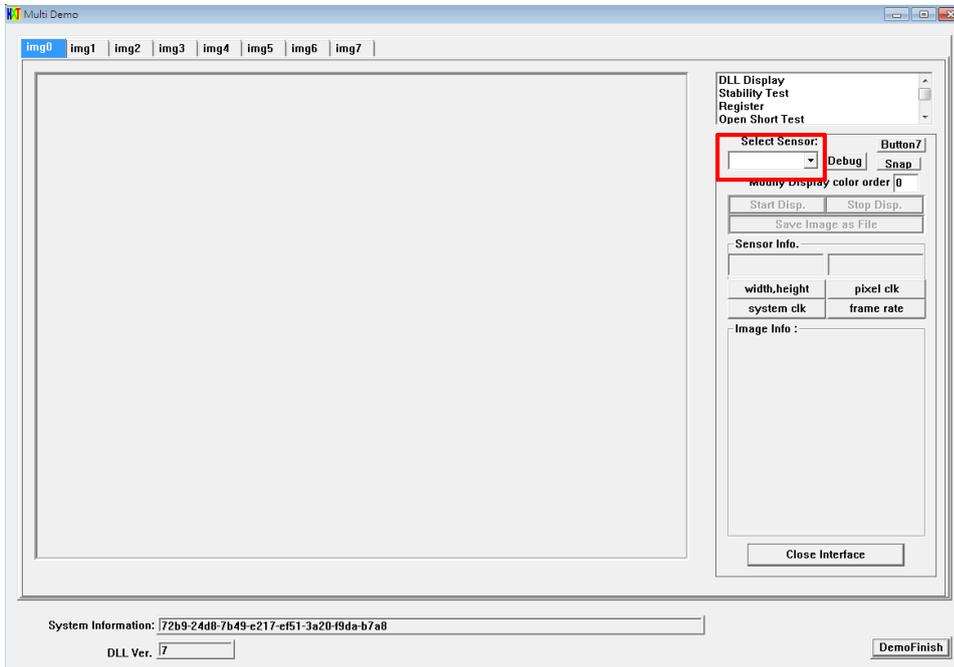 HXT Multi Demo
img0 img1 img2 img3 img4 img5 img6 img7
DLL Display
Stability Test
Register
Open Short Test
Select Sensor: Button7
Debug Snap
Modify Display color order 0
Start Disp. Stop Disp.
Save Image as File
Sensor Info.
width,height pixel clk
system clk frame rate
Image Info :
Close Interface
System Information: 72b9-24d8-7b49-e217-ef51-3a20-f9da-b7a8
DLL Ver. 7
DemoFinish